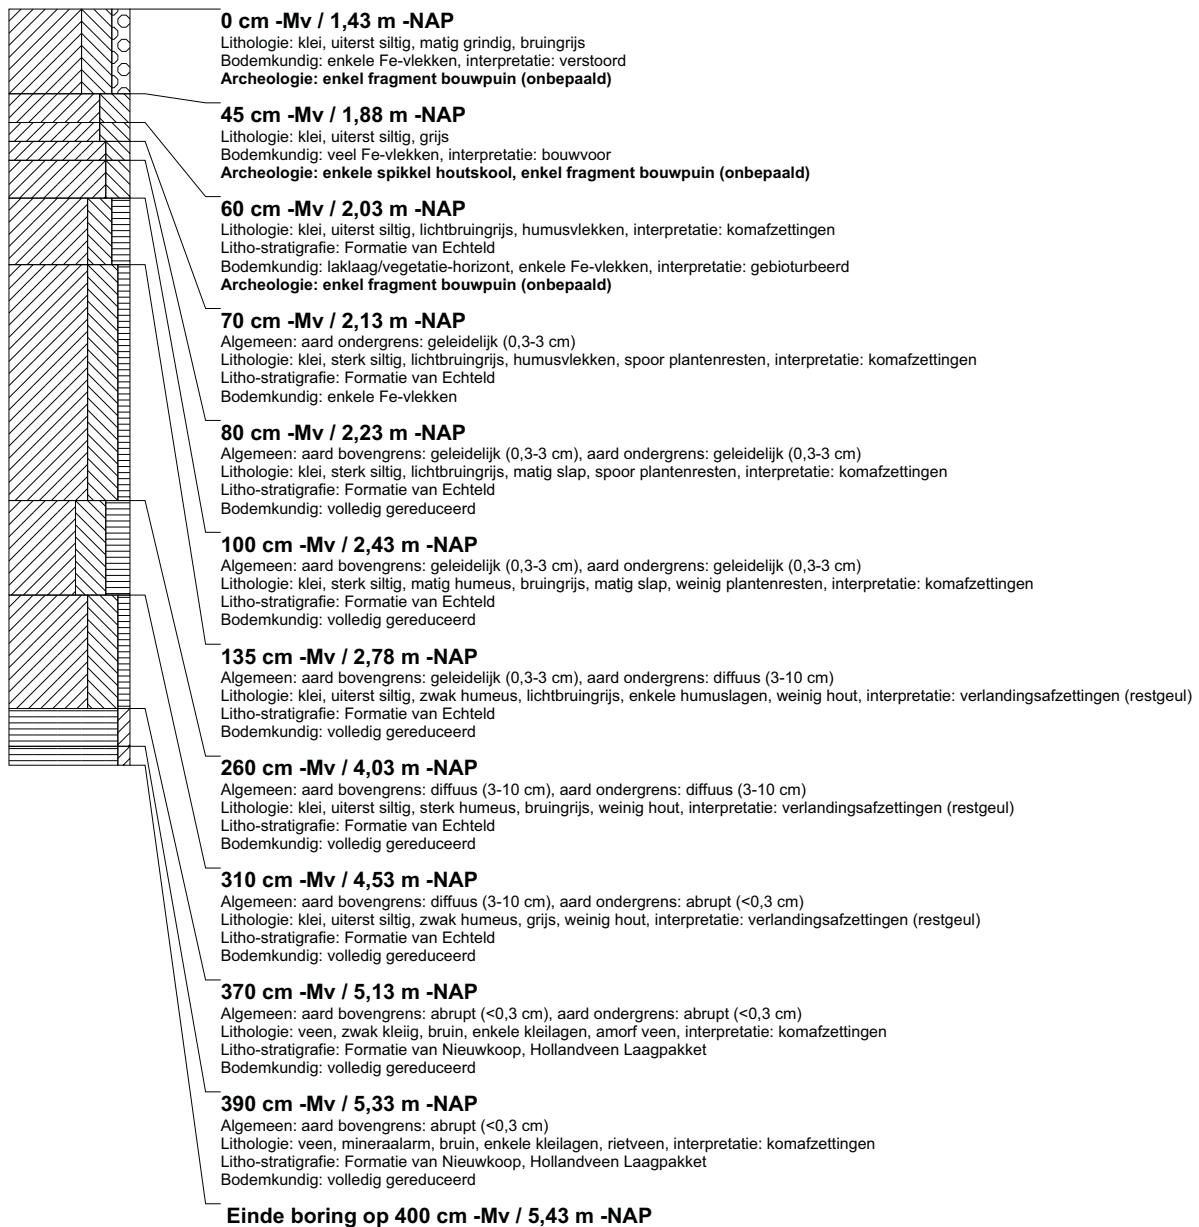 0 cm -Mv / 1,43 m -NAP
Lithologie: klei, uiterst siltig, matig grindig, bruingrijs
Bodemkundig: enkele Fe-vlekken, interpretatie: verstoord
Archeologie: enkel fragment bouwpuin (onbepaald)
45 cm -Mv / 1,88 m -NAP
Lithologie: klei, uiterst siltig, grijs
Bodemkundig: veel Fe-vlekken, interpretatie: bouwvoor
Archeologie: enkele spikkel houtskool, enkel fragment bouwpuin (onbepaald)
60 cm -Mv / 2,03 m -NAP
Lithologie: klei, uiterst siltig, lichtbruingrijs, humusvlekken, interpretatie: komafzettingen
Litho-stratigrafie: Formatie van Echteld
Bodemkundig: laklaag/vegetatie-horizont, enkele Fe-vlekken, interpretatie: gebioturbeerd
Archeologie: enkel fragment bouwpuin (onbepaald)
70 cm -Mv / 2,13 m -NAP
Algemeen: aard ondergrens: geleidelijk (0,3-3 cm)
Lithologie: klei, sterk siltig, lichtbruingrijs, humusvlekken, spoor plantenresten, interpretatie: komafzettingen
Litho-stratigrafie: Formatie van Echteld
Bodemkundig: enkele Fe-vlekken
80 cm -Mv / 2,23 m -NAP
Algemeen: aard bovengrens: geleidelijk (0,3-3 cm), aard ondergrens: geleidelijk (0,3-3 cm)
Lithologie: klei, sterk siltig, lichtbruingrijs, matig slap, spoor plantenresten, interpretatie: komafzettingen
Litho-stratigrafie: Formatie van Echteld
Bodemkundig: volledig gereduceerd
100 cm -Mv / 2,43 m -NAP
Algemeen: aard bovengrens: geleidelijk (0,3-3 cm), aard ondergrens: geleidelijk (0,3-3 cm)
Lithologie: klei, sterk siltig, matig humeus, bruingrijs, matig slap, weinig plantenresten, interpretatie: komafzettingen
Litho-stratigrafie: Formatie van Echteld
Bodemkundig: volledig gereduceerd
135 cm -Mv / 2,78 m -NAP
Algemeen: aard bovengrens: geleidelijk (0,3-3 cm), aard ondergrens: diffuus (3-10 cm)
Lithologie: klei, uiterst siltig, zwak humeus, lichtbruingrijs, enkele humuslagen, weinig hout, interpretatie: verlandingsafzettingen (restgeul)
Litho-stratigrafie: Formatie van Echteld
Bodemkundig: volledig gereduceerd
260 cm -Mv / 4,03 m -NAP
Algemeen: aard bovengrens: diffuus (3-10 cm), aard ondergrens: diffuus (3-10 cm)
Lithologie: klei, uiterst siltig, sterk humeus, bruingrijs, weinig hout, interpretatie: verlandingsafzettingen (restgeul)
Litho-stratigrafie: Formatie van Echteld
Bodemkundig: volledig gereduceerd
310 cm -Mv / 4,53 m -NAP
Algemeen: aard bovengrens: diffuus (3-10 cm), aard ondergrens: abrupt (<0,3 cm)
Lithologie: klei, uiterst siltig, zwak humeus, grijs, weinig hout, interpretatie: verlandingsafzettingen (restgeul)
Litho-stratigrafie: Formatie van Echteld
Bodemkundig: volledig gereduceerd
370 cm -Mv / 5,13 m -NAP
Algemeen: aard bovengrens: abrupt (<0,3 cm), aard ondergrens: abrupt (<0,3 cm)
Lithologie: veen, zwak kleiig, bruin, enkele kleilagen, amorf veen, interpretatie: komafzettingen
Litho-stratigrafie: Formatie van Nieuwkoop, Hollandveen Laagpakket
Bodemkundig: volledig gereduceerd
390 cm -Mv / 5,33 m -NAP
Algemeen: aard bovengrens: abrupt (<0,3 cm)
Lithologie: veen, mineraalarm, bruin, enkele kleilagen, rietveen, interpretatie: komafzettingen
Litho-stratigrafie: Formatie van Nieuwkoop, Hollandveen Laagpakket
Bodemkundig: volledig gereduceerd
Einde boring op 400 cm -Mv / 5,43 m -NAP